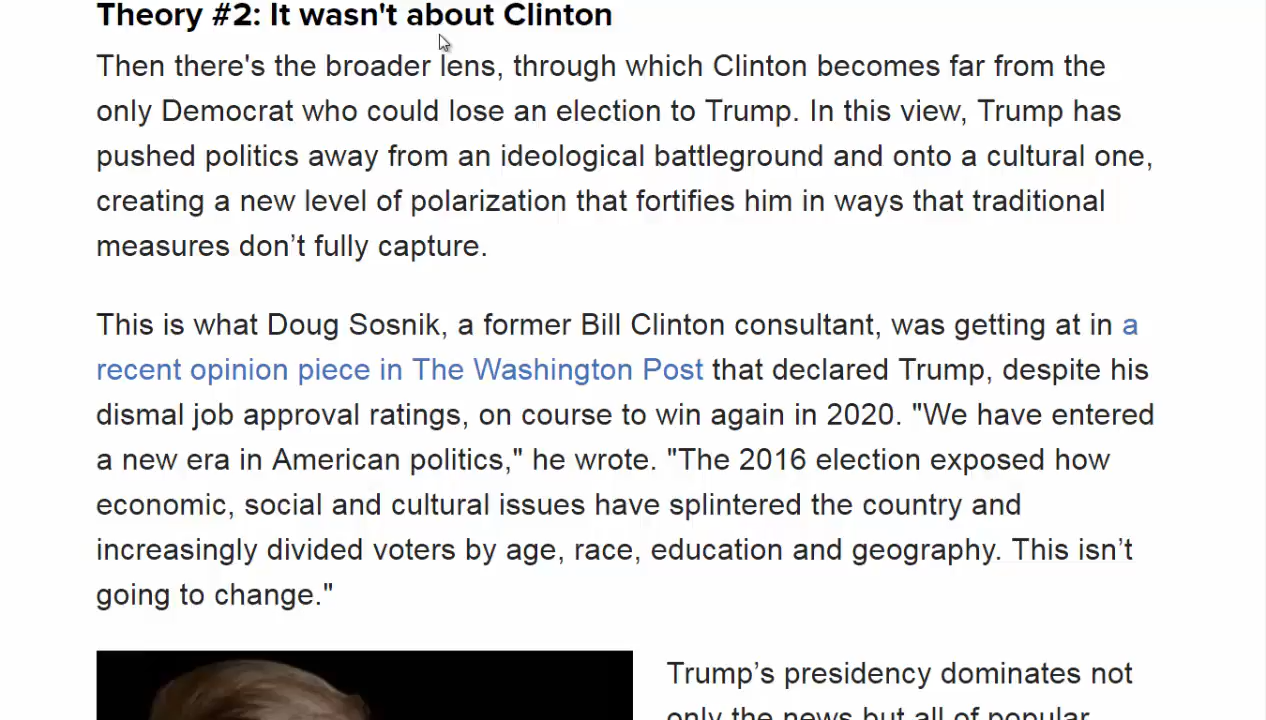 Theory #2: It wasn't about Clinton
Then there's the broader lens, through which Clinton becomes far from the
only Democrat who could lose an election to Trump. In this view, Trump has
pushed politics away from an ideological battleground and onto a cultural one,
creating a new level of polarization that fortifies him in ways that traditional
measures don’t fully capture.
This is what Doug Sosnik, a former Bill Clinton consultant, was getting at in a
recent opinion piece in The Washington Post that declared Trump, despite his
dismal job approval ratings, on course to win again in 2020. "We have entered
a new era in American politics," he wrote. "The 2016 election exposed how
economic, social and cultural issues have splintered the country and
increasingly divided voters by age, race, education and geography. This isn’t
going to change."
Trump’s presidency dominates not
only the news but all of popular